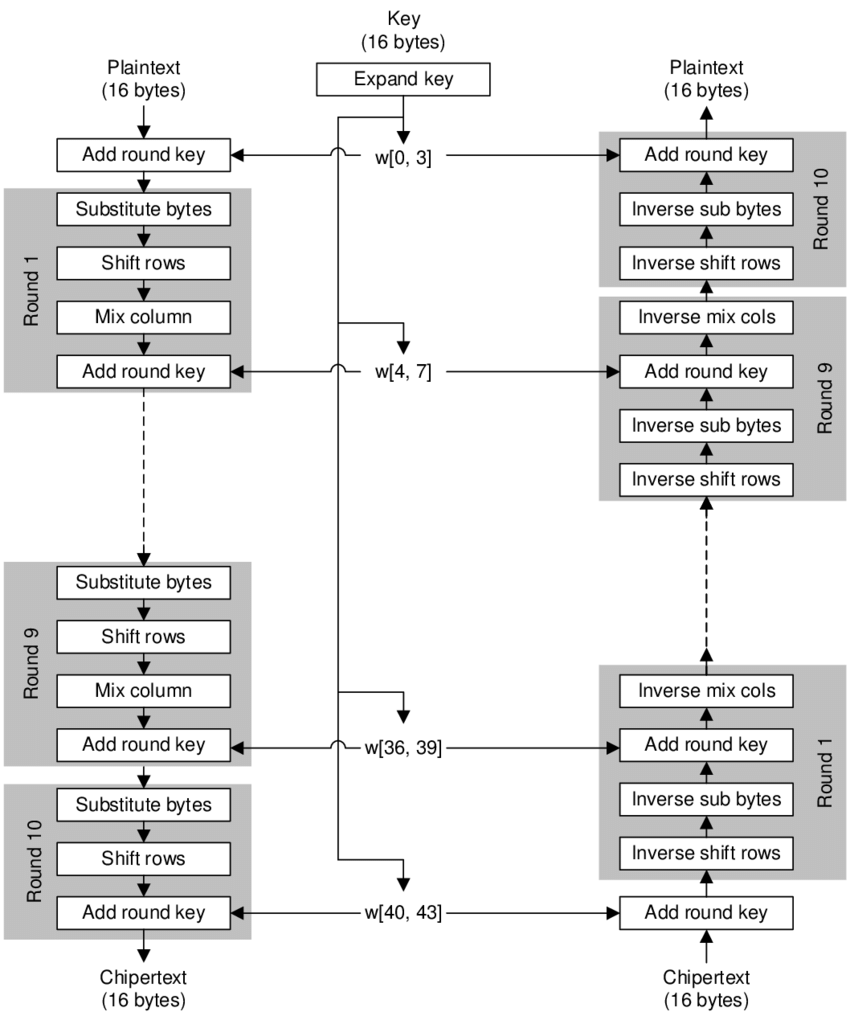 Key
(16 bytes)
Expand key
Plaintext
(16 bytes)
Add round key
Round 1
Substitute bytes
Shift rows
Mix column
Add round key
Round 9
Substitute bytes
Shift rows
Mix column
Add round key
Round 10
Substitute bytes
Shift rows
Add round key
Chipertext
(16 bytes)
w[0, 3]
w[4, 7]
w[36, 39]
w[40, 43]
Plaintext
(16 bytes)
Add round key
Inverse sub bytes
Inverse shift rows
Round 10
Inverse mix cols
Add round key
Inverse sub bytes
Inverse shift rows
Round 9
Inverse mix cols
Add round key
Inverse sub bytes
Inverse shift rows
Round 1
Add round key
Chipertext
(16 bytes)